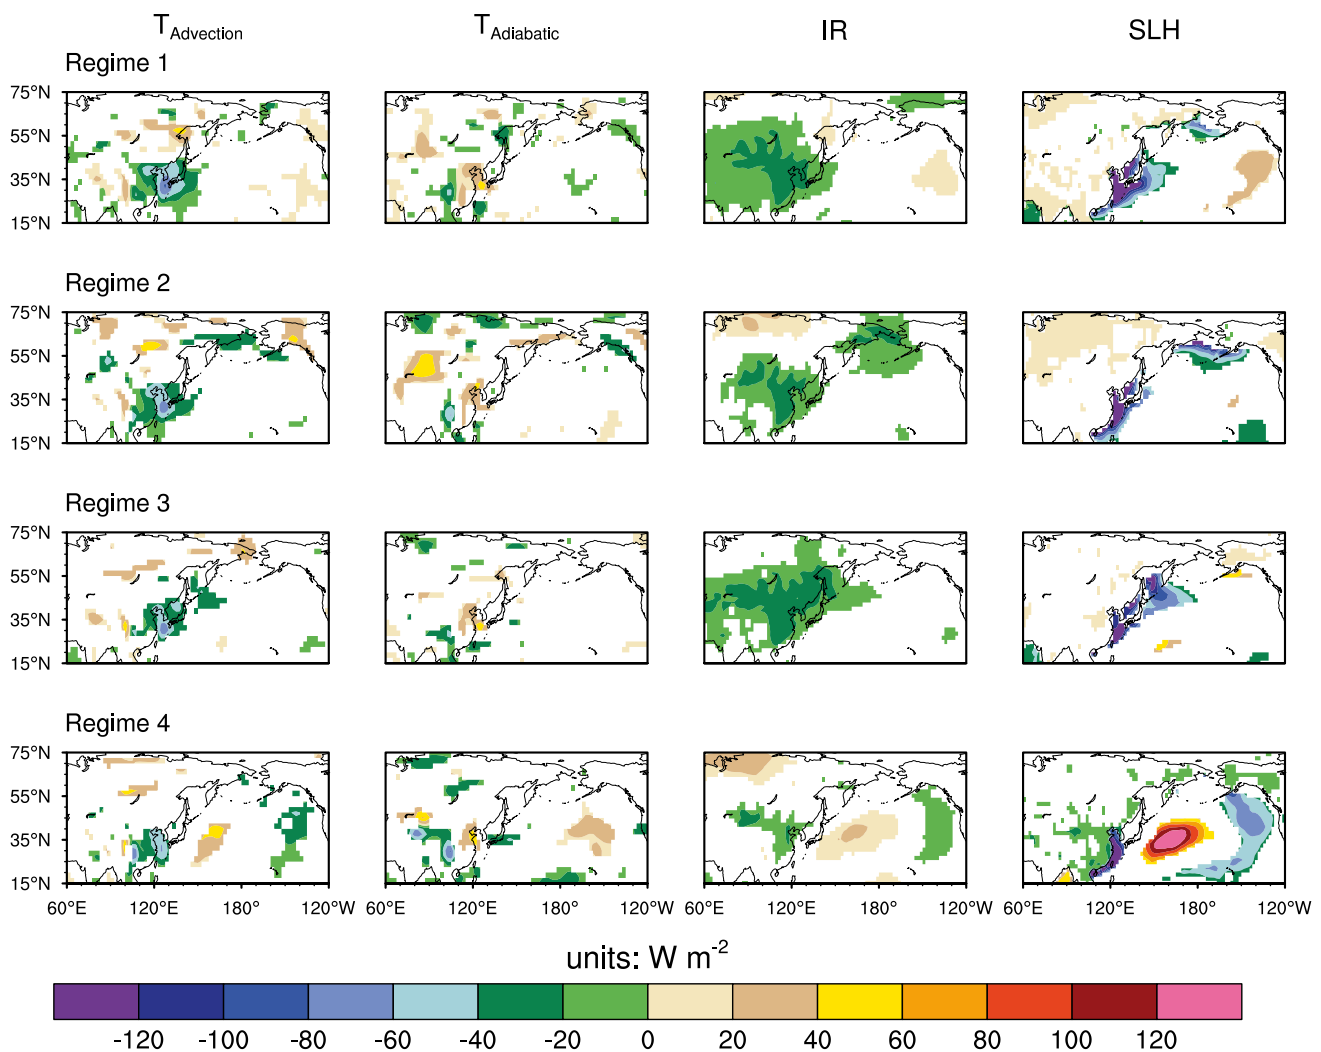 T_Advection T_Adiabatic IR SLH
Regime 1
75°N
55°N
35°N
15°N
Regime 2
75°N
55°N
35°N
15°N
Regime 3
75°N
55°N
35°N
15°N
Regime 4
75°N
55°N
35°N
15°N
60°E 120°E 180° 120°W 60°E 120°E 180° 120°W 60°E 120°E 180° 120°W 60°E 120°E 180° 120°W
units: W m⁻²
-120 -100 -80 -60 -40 -20 0 20 40 60 80 100 120